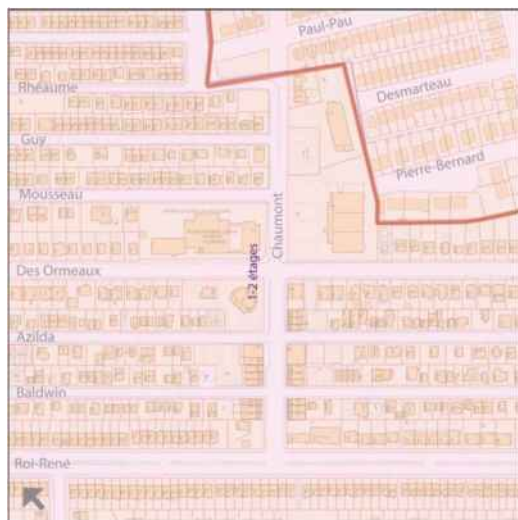 Paul-Pau
Rhéaume
Desmarteau
Guy
Pierre-Bernard
Mousseau
Chaumont
Des Ormeaux
1-2 étages
Azilda
Baldwin
Roi-René